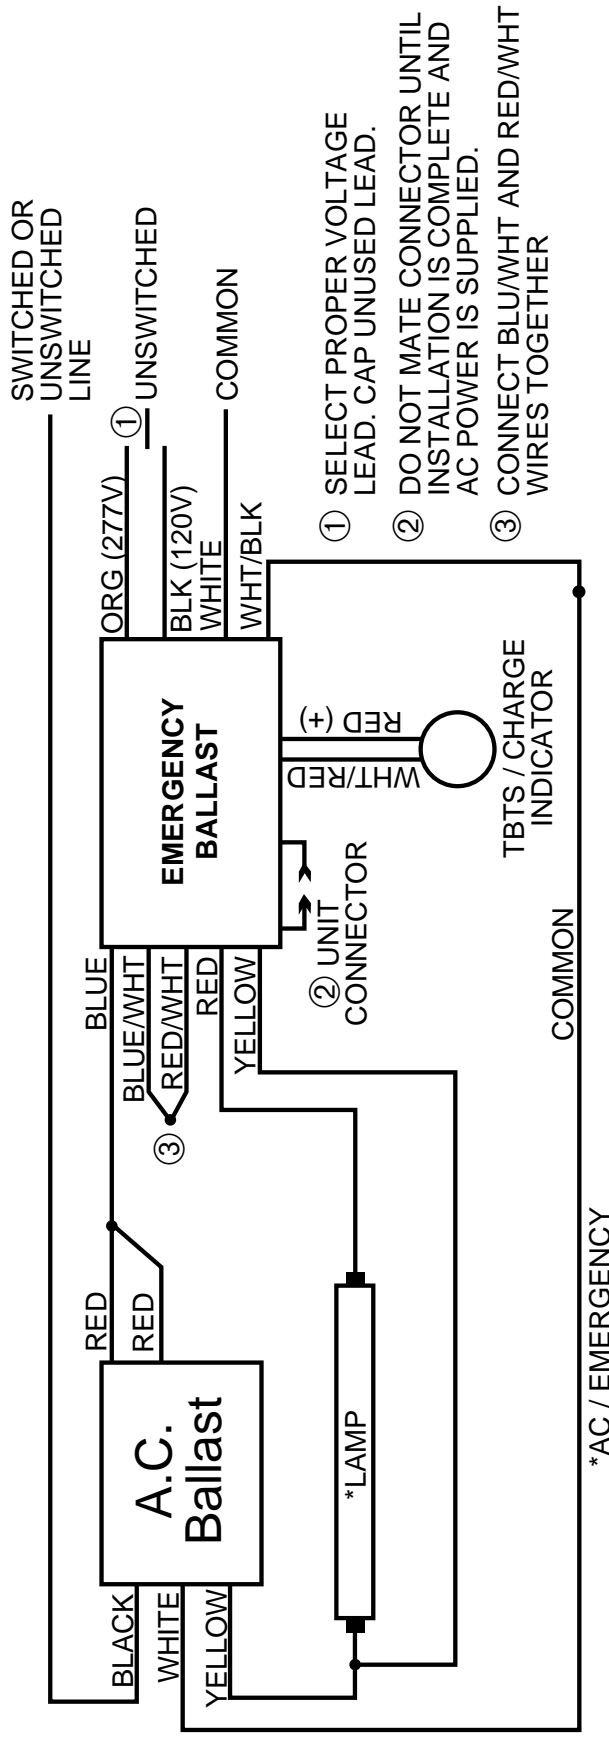 SWITCHED OR
UNSWITCHED
LINE
①
UNSWITCHED
COMMON
ORG (277V)
BLK (120V)
WHITE
WHT/BLK
EMERGENCY
BALLAST
BLUE
BLUE/WHT
RED/WHT
RED
YELLOW
③
② UNIT
CONNECTOR
RED (+)
WHT/RED
TBTS / CHARGE
INDICATOR
RED
RED
A.C.
Ballast
BLACK
WHITE
YELLOW
*LAMP
COMMON
*AC / EMERGENCY
① SELECT PROPER VOLTAGE
LEAD. CAP UNUSED LEAD.
② DO NOT MATE CONNECTOR UNTIL
INSTALLATION IS COMPLETE AND
AC POWER IS SUPPLIED.
③ CONNECT BLU/WHT AND RED/WHT
WIRES TOGETHER